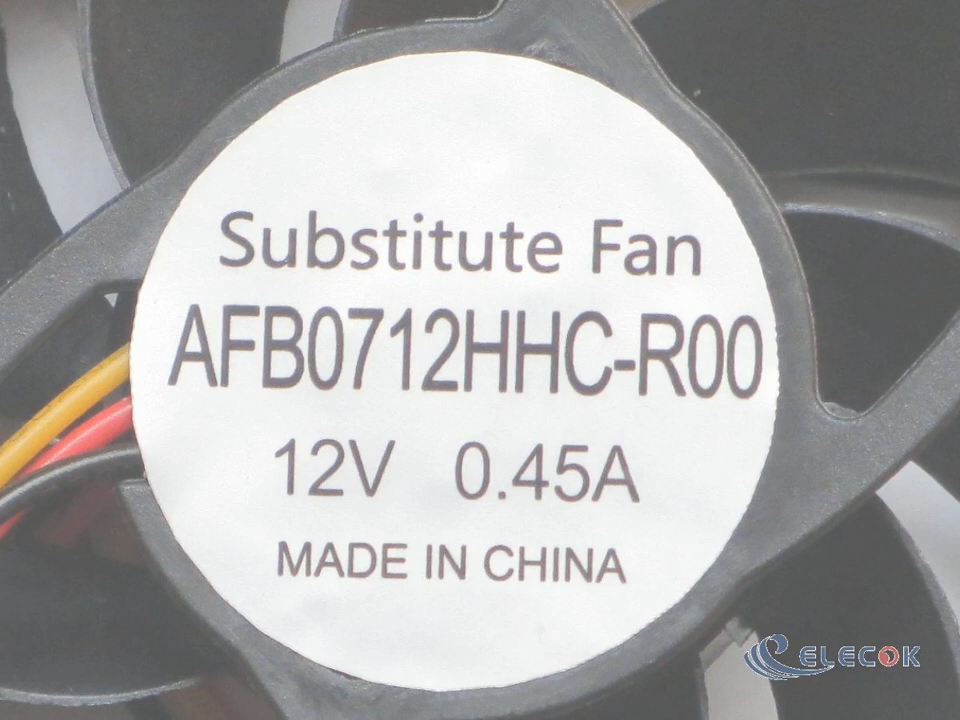 Substitute Fan
AFB0712HHC-R00
12V 0.45A
MADE IN CHINA
ELECOK